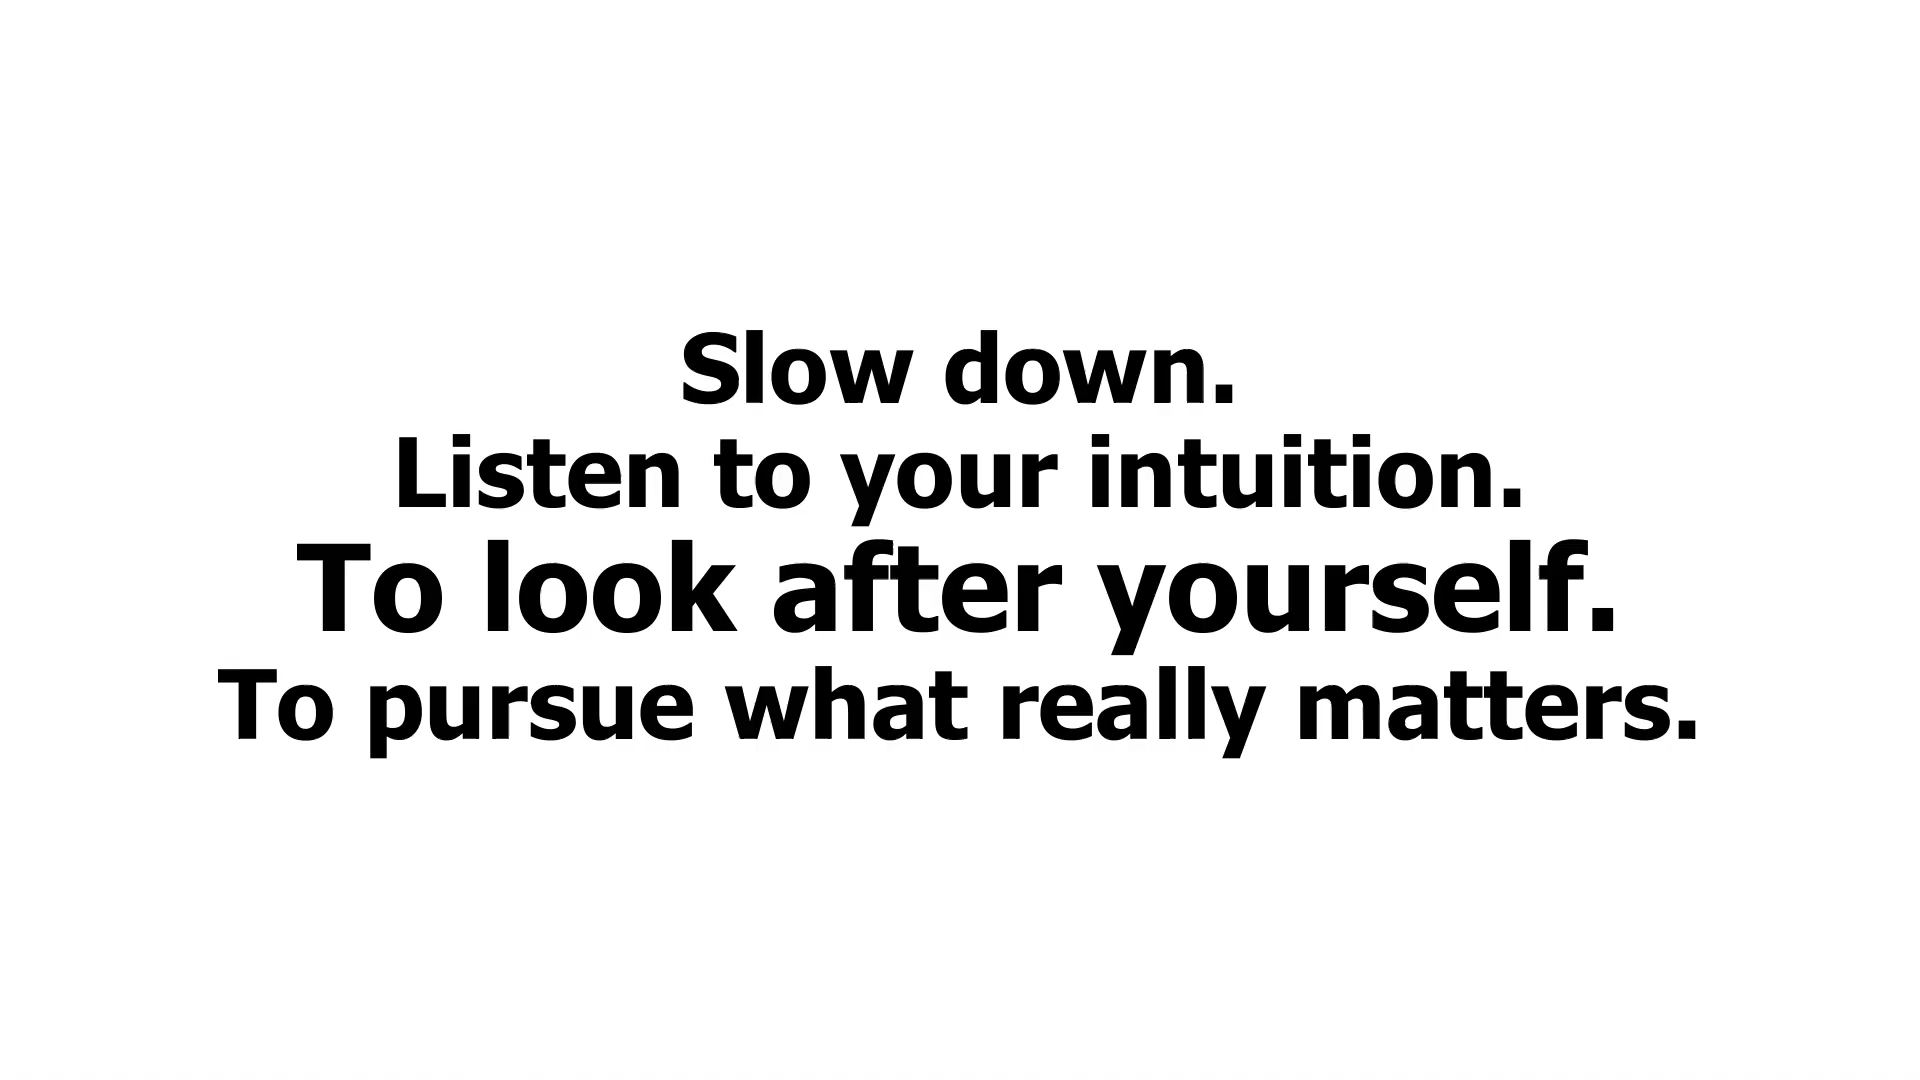 Slow down.
Listen to your intuition.
To look after yourself.
To pursue what really matters.